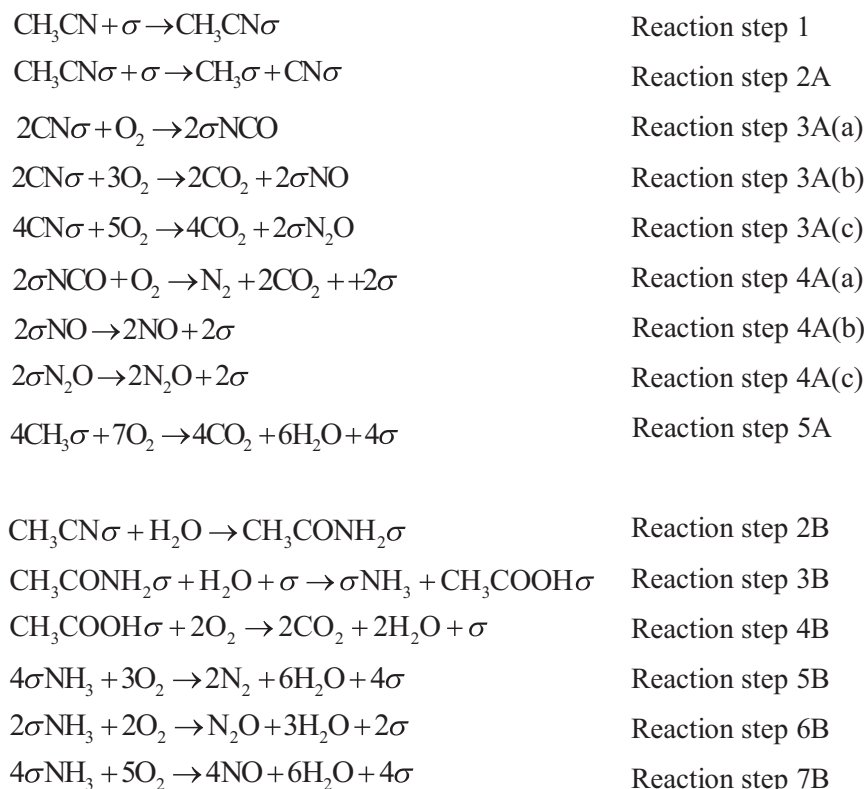 CH₃CN+σ→CH₃CNσ Reaction step 1
CH₃CNσ+σ→CH₃σ+CNσ Reaction step 2A
2CNσ+O₂→2σNCO Reaction step 3A(a)
2CNσ+3O₂→2CO₂+2σNO Reaction step 3A(b)
4CNσ+5O₂→4CO₂+2σN₂O Reaction step 3A(c)
2σNCO+O₂→N₂+2CO₂++2σ Reaction step 4A(a)
2σNO→2NO+2σ Reaction step 4A(b)
2σN₂O→2N₂O+2σ Reaction step 4A(c)
4CH₃σ+7O₂→4CO₂+6H₂O+4σ Reaction step 5A
CH₃CNσ+H₂O→CH₃CONH₂σ Reaction step 2B
CH₃CONH₂σ+H₂O+σ→σNH₃+CH₃COOHσ Reaction step 3B
CH₃COOHσ+2O₂→2CO₂+2H₂O+σ Reaction step 4B
4σNH₃+3O₂→2N₂+6H₂O+4σ Reaction step 5B
2σNH₃+2O₂→N₂O+3H₂O+2σ Reaction step 6B
4σNH₃+5O₂→4NO+6H₂O+4σ Reaction step 7B